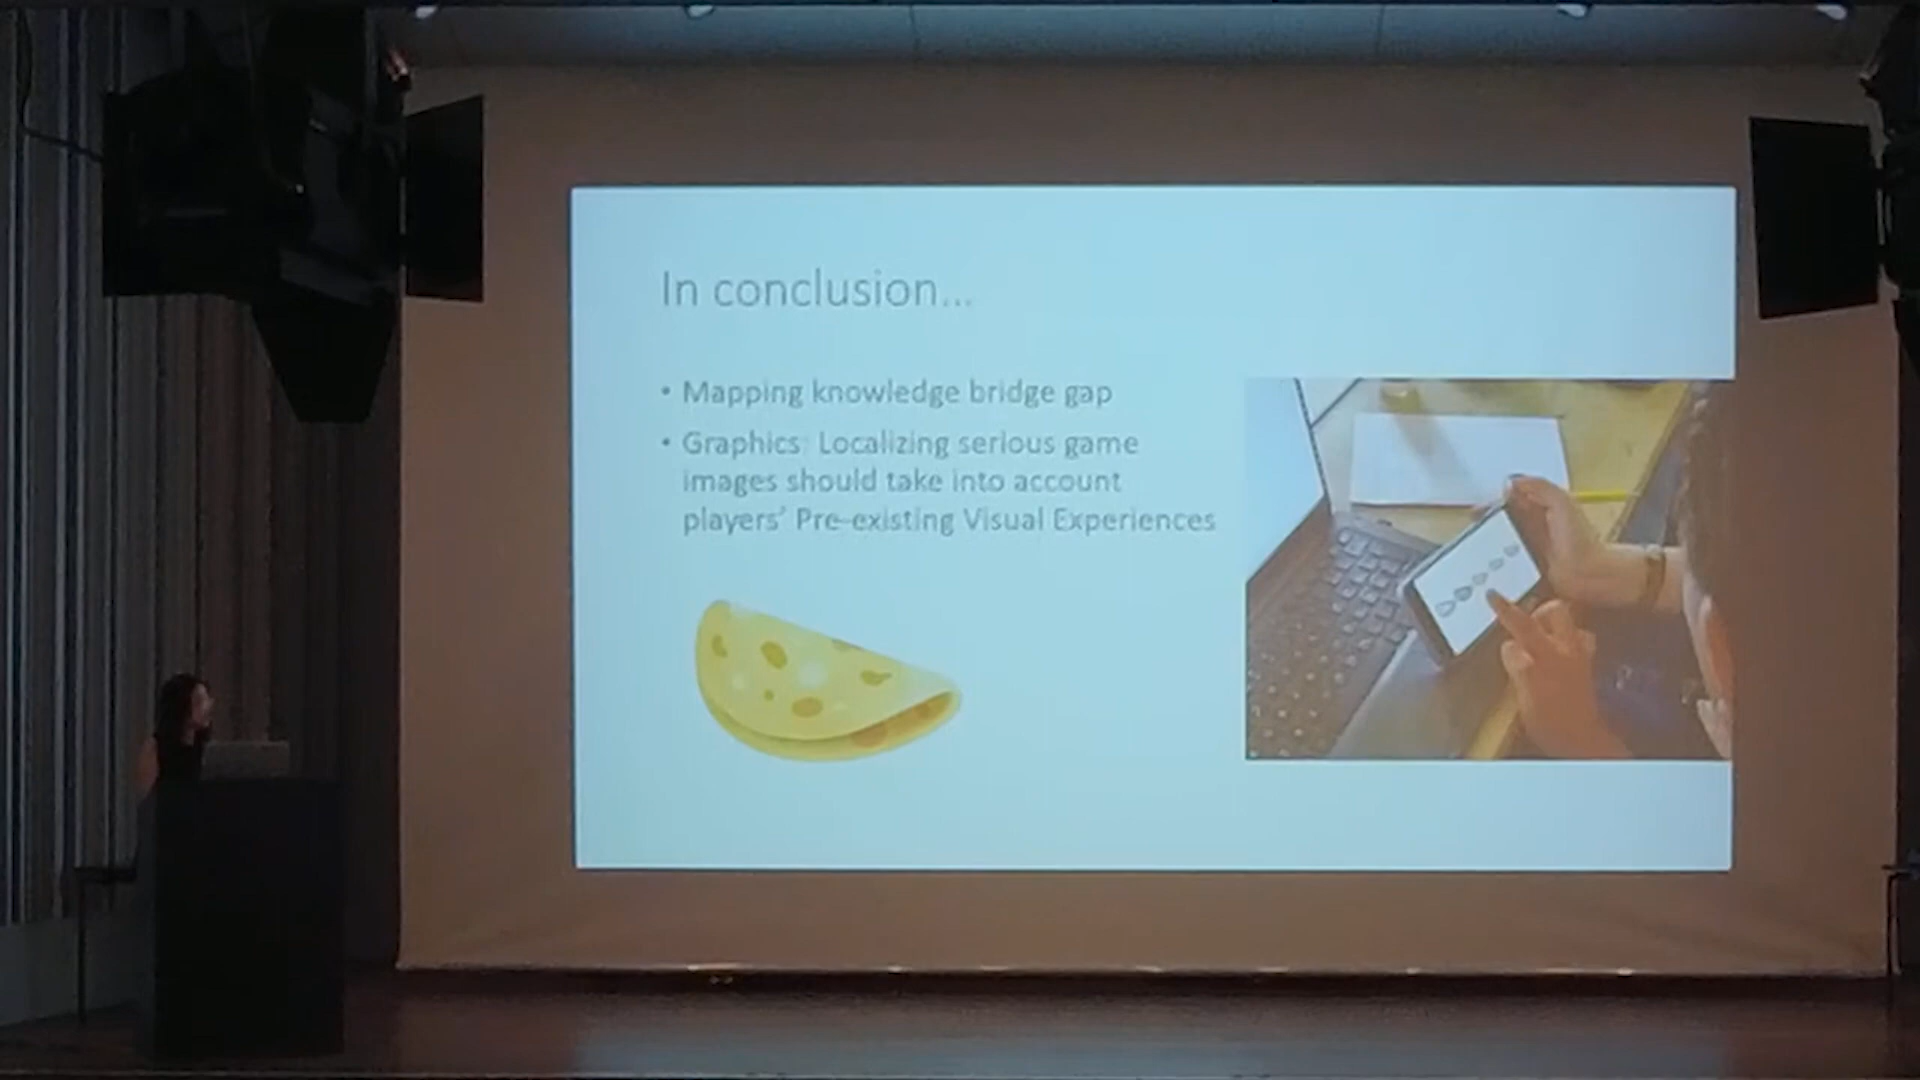 In conclusion...
• Mapping knowledge bridge gap
• Graphics: Localizing serious game
images should take into account
players' Pre-existing Visual Experiences